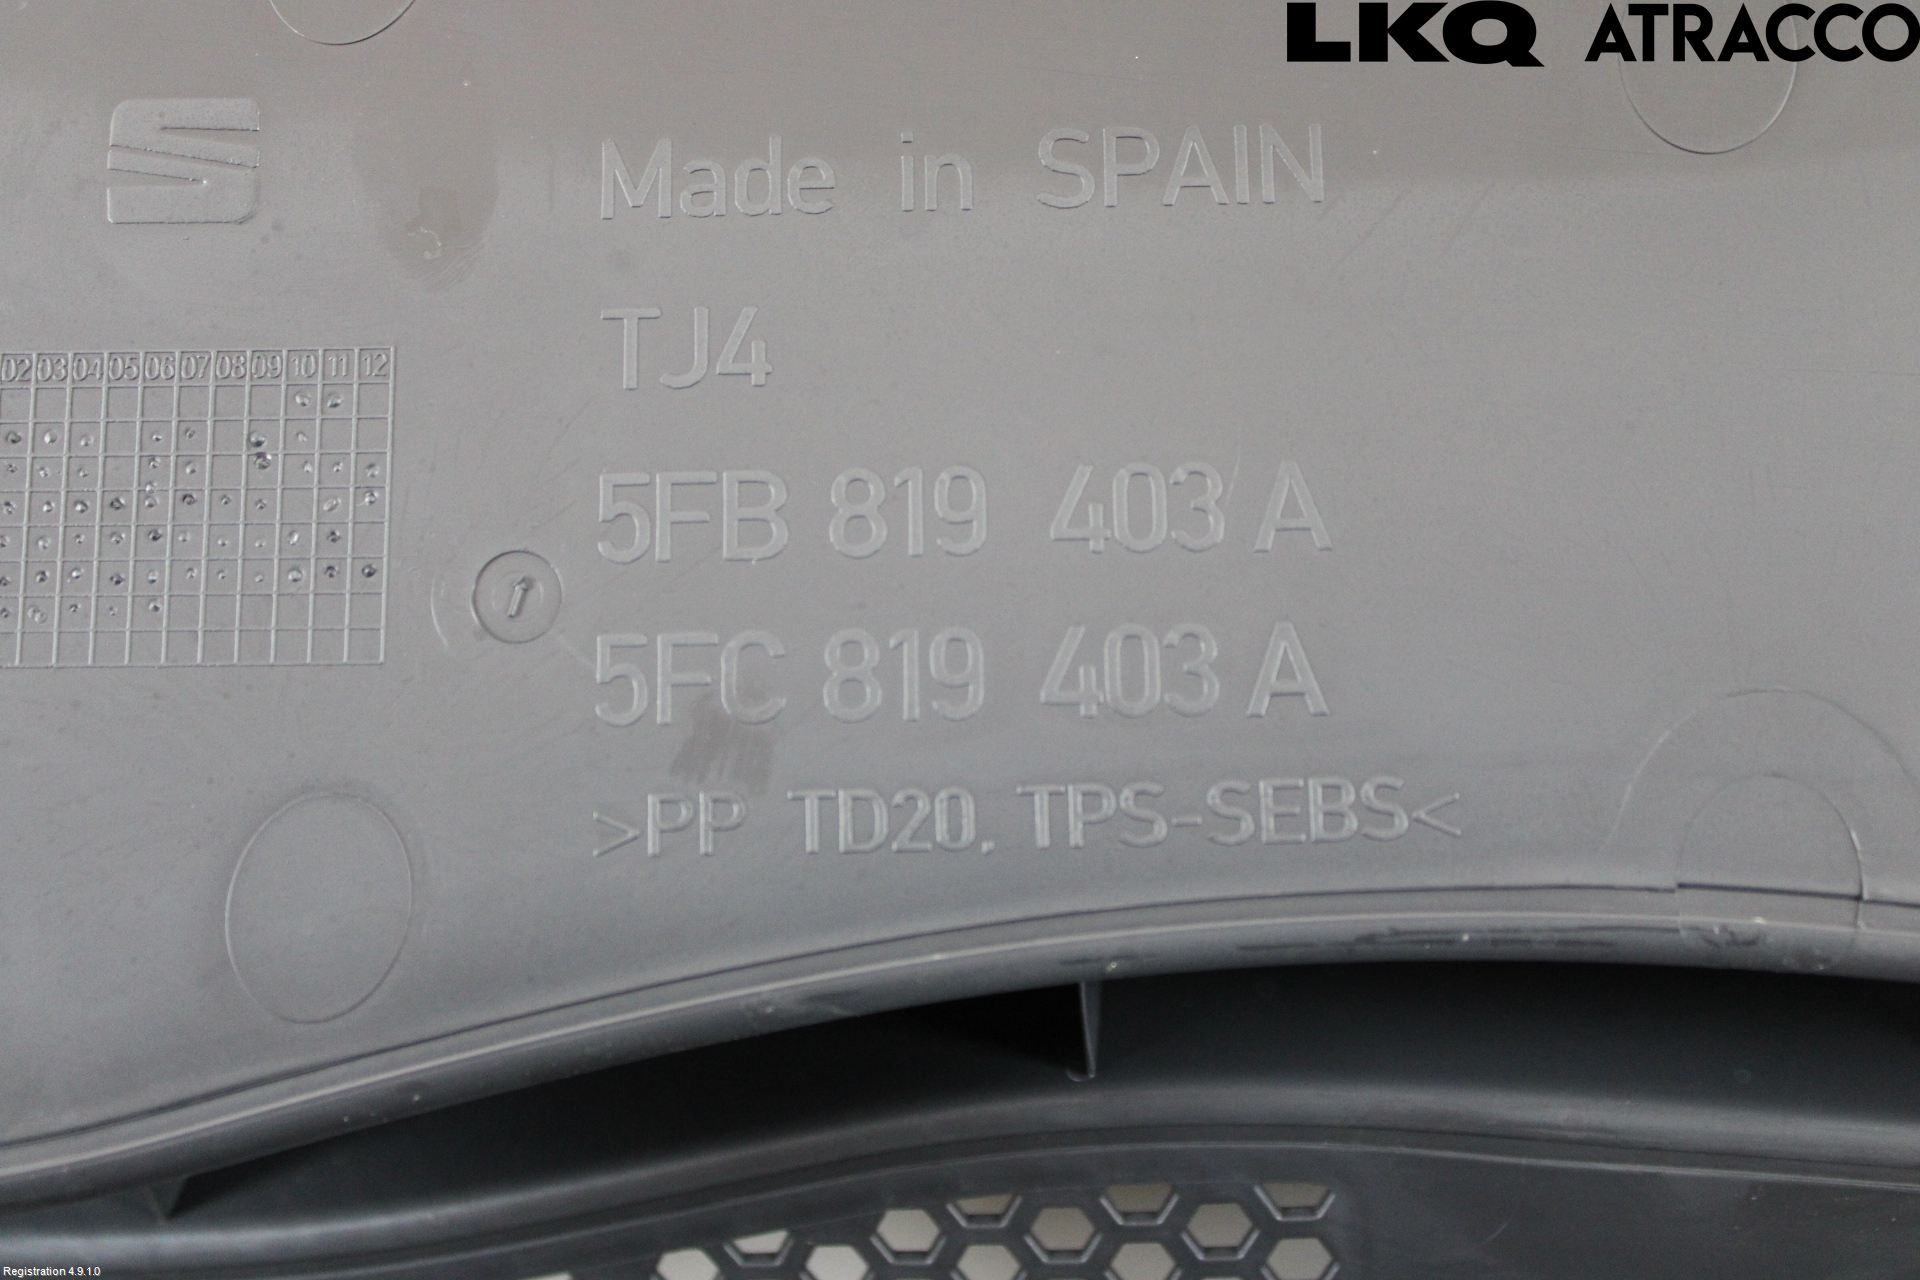 LKQ ATRACCO
Made in SPAIN
TJ4
02 03 04 05 06 07 08 09 10 11 12
5FB 819 403 A
5FC 819 403 A
>PP TD20, TPS-SEBS<
Registration 4.9.1.0